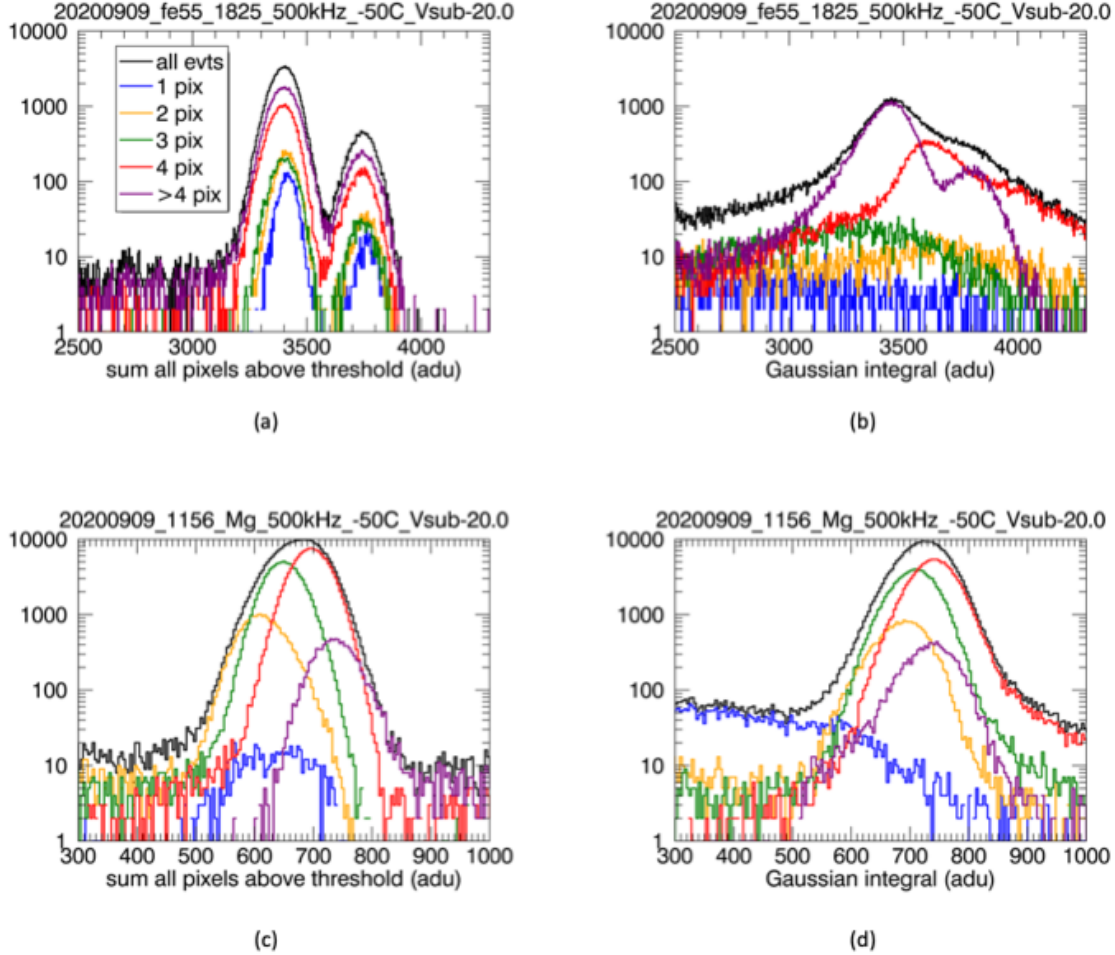 20200909_fe55_1825_500kHz_-50C_Vsub-20.0
10000
1000
100
10
1
all evts
1 pix
2 pix
3 pix
4 pix
>4 pix
2500 3000 3500 4000
sum all pixels above threshold (adu)
(a)
20200909_fe55_1825_500kHz_-50C_Vsub-20.0
10000
1000
100
10
1
2500 3000 3500 4000
Gaussian integral (adu)
(b)
20200909_1156_Mg_500kHz_-50C_Vsub-20.0
10000
1000
100
10
1
300 400 500 600 700 800 900 1000
sum all pixels above threshold (adu)
(c)
20200909_1156_Mg_500kHz_-50C_Vsub-20.0
10000
1000
100
10
1
300 400 500 600 700 800 900 1000
Gaussian integral (adu)
(d)